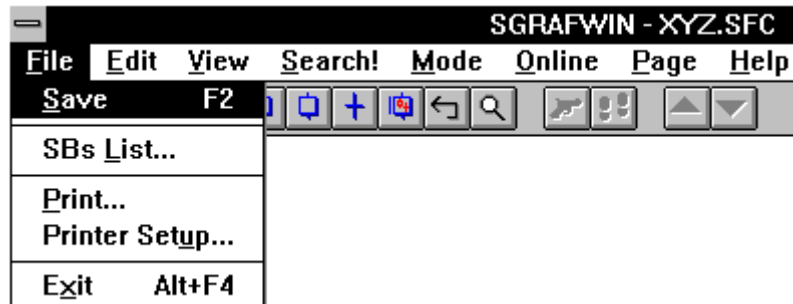 SGRAFWIN - XYZ.SFC
File Edit View Search! Mode Online Page Help
Save F2
SBs List...
Print...
Printer Setup...
Exit Alt+F4